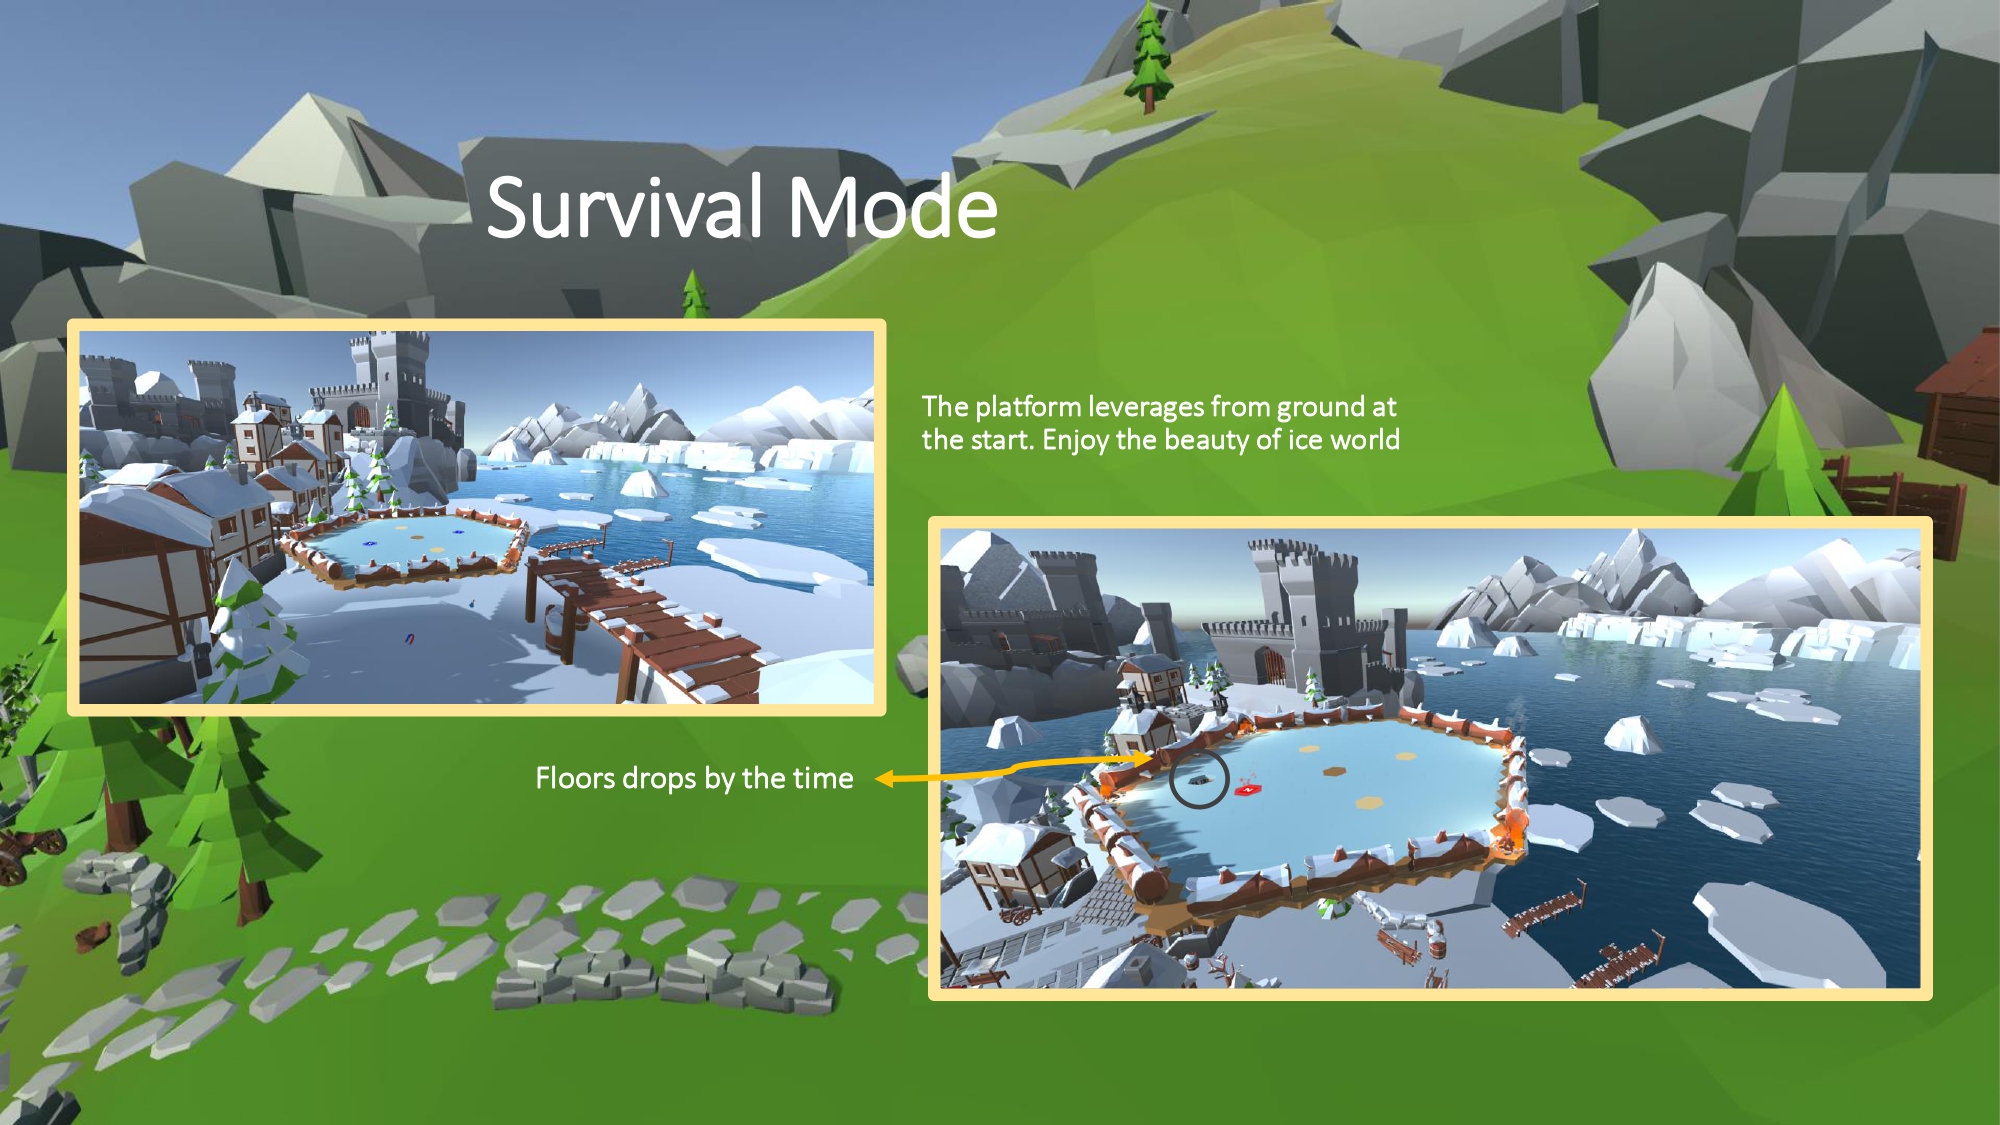 Survival Mode
The platform leverages from ground at
the start. Enjoy the beauty of ice world
Floors drops by the time